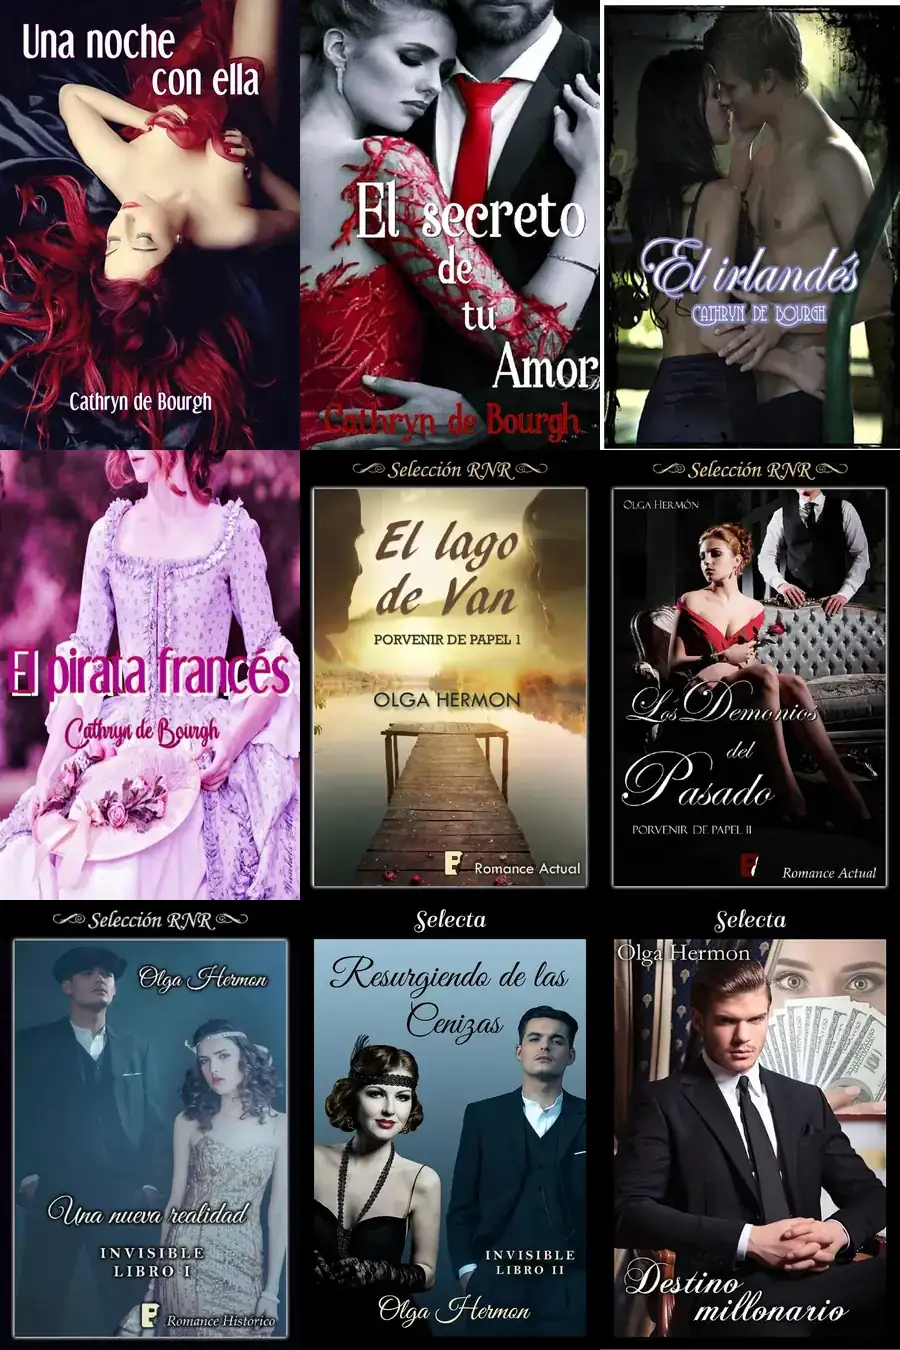 Una noche
con ella
Cathryn de Bourgh
El secreto
de
tu
Amor
Cathryn de Bourgh
El irlandés
CATHRYN DE BOURGH
El pirata francés
Cathryn de Bourgh
Selección RNR
El lago
de Van
PORVENIR DE PAPEL 1
OLGA HERMON
Romance Actual
Selección RNR
OLGA HERMÓN
Los Demonios
del
Pasado
PORVENIR DE PAPEL II
Romance Actual
Selección RNR
Olga Hermon
Una nueva realidad
INVISIBLE
LIBRO I
Romance Histórico
Selecta
Resurgiendo de las
Cenizas
INVISIBLE
LIBRO II
Olga Hermon
Selecta
Olga Hermon
Destino
millonario